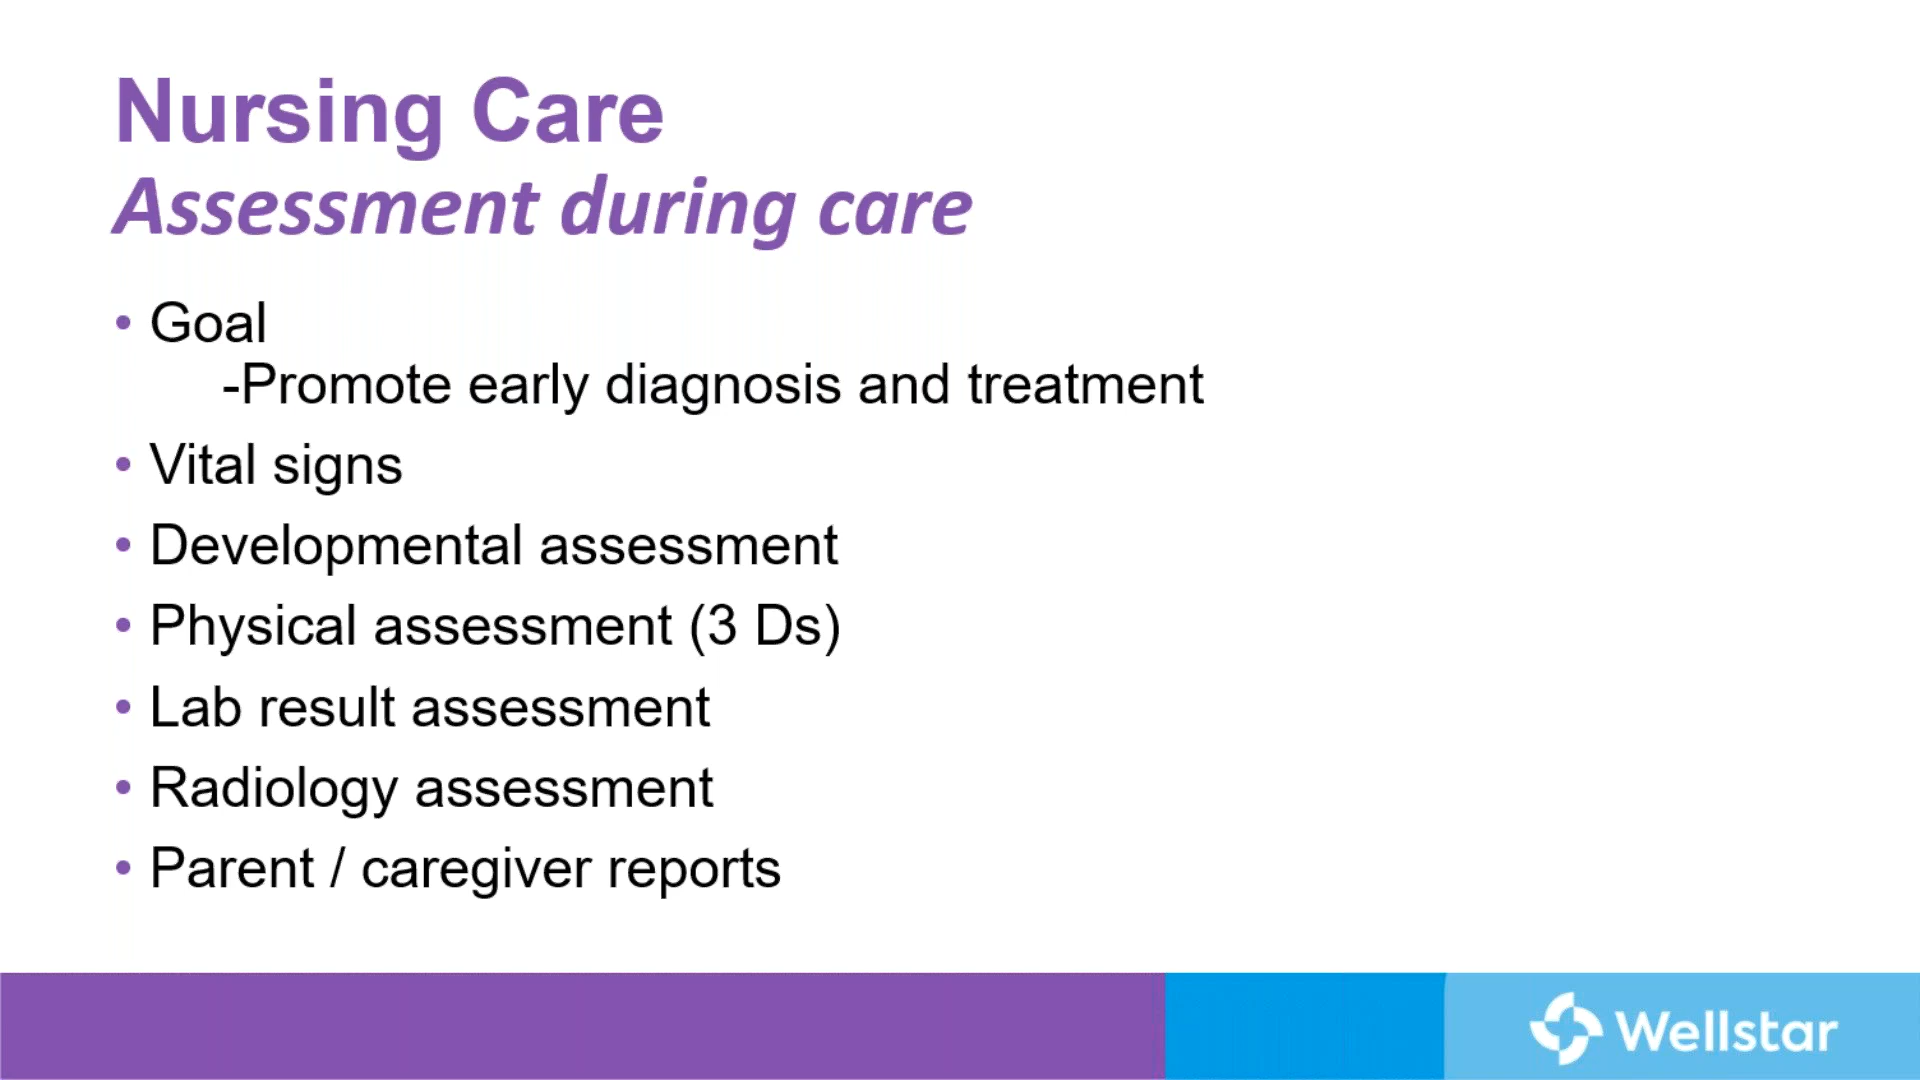 Nursing Care
Assessment during care
• Goal
-Promote early diagnosis and treatment
• Vital signs
• Developmental assessment
• Physical assessment (3 Ds)
• Lab result assessment
• Radiology assessment
• Parent / caregiver reports
Wellstar